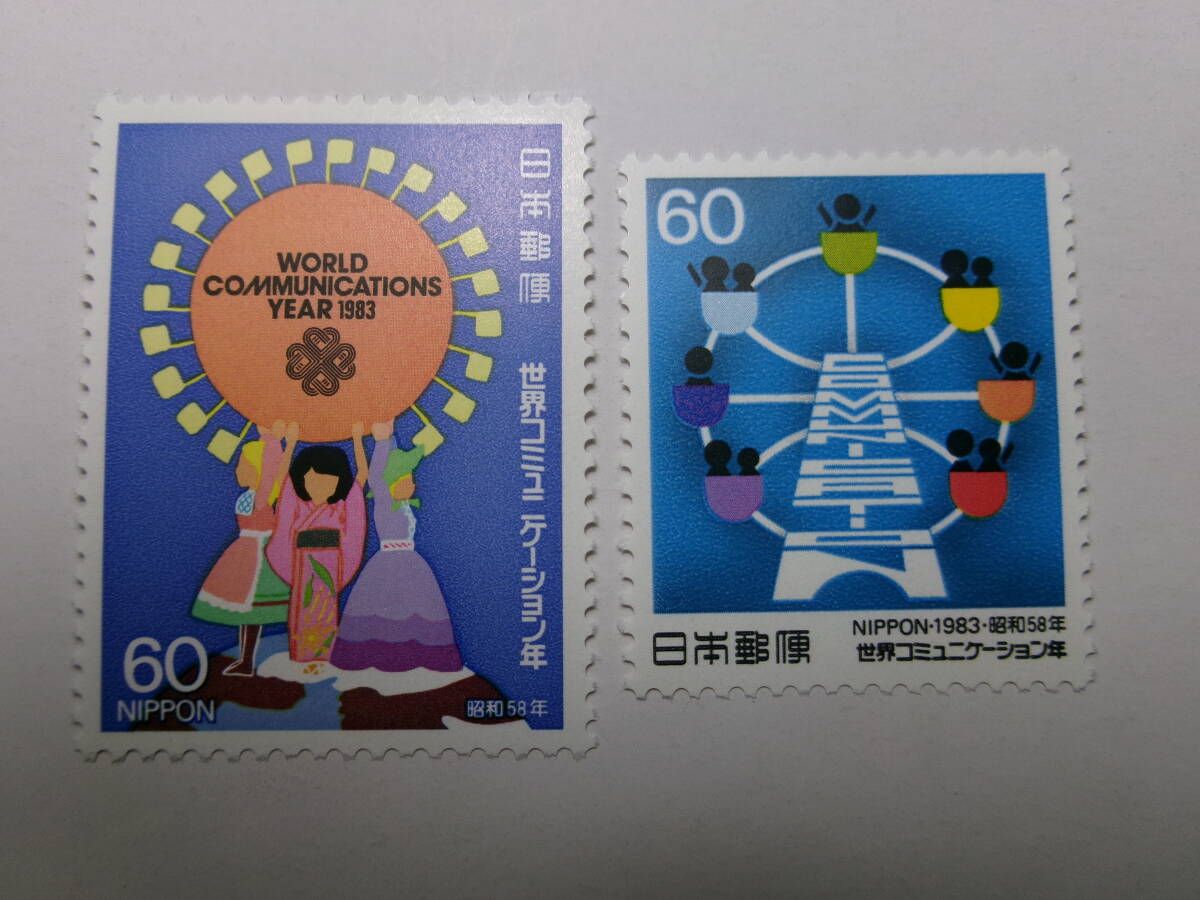 日本郵便
世界コミュニケーション年
WORLD
COMMUNICATIONS
YEAR 1983
60
NIPPON
昭和58年
60
日本郵便
NIPPON・1983・昭和58年
世界コミュニケーション年